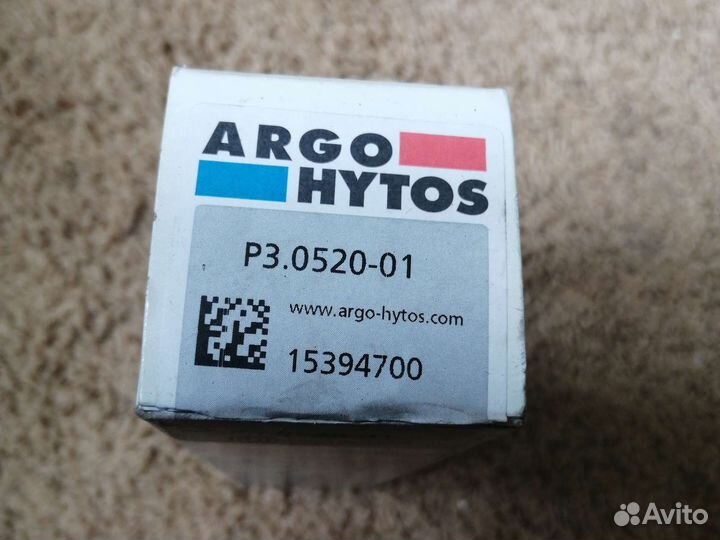 ARGO
HYTOS
P3.0520-01
www.argo-hytos.com
15394700
Avito